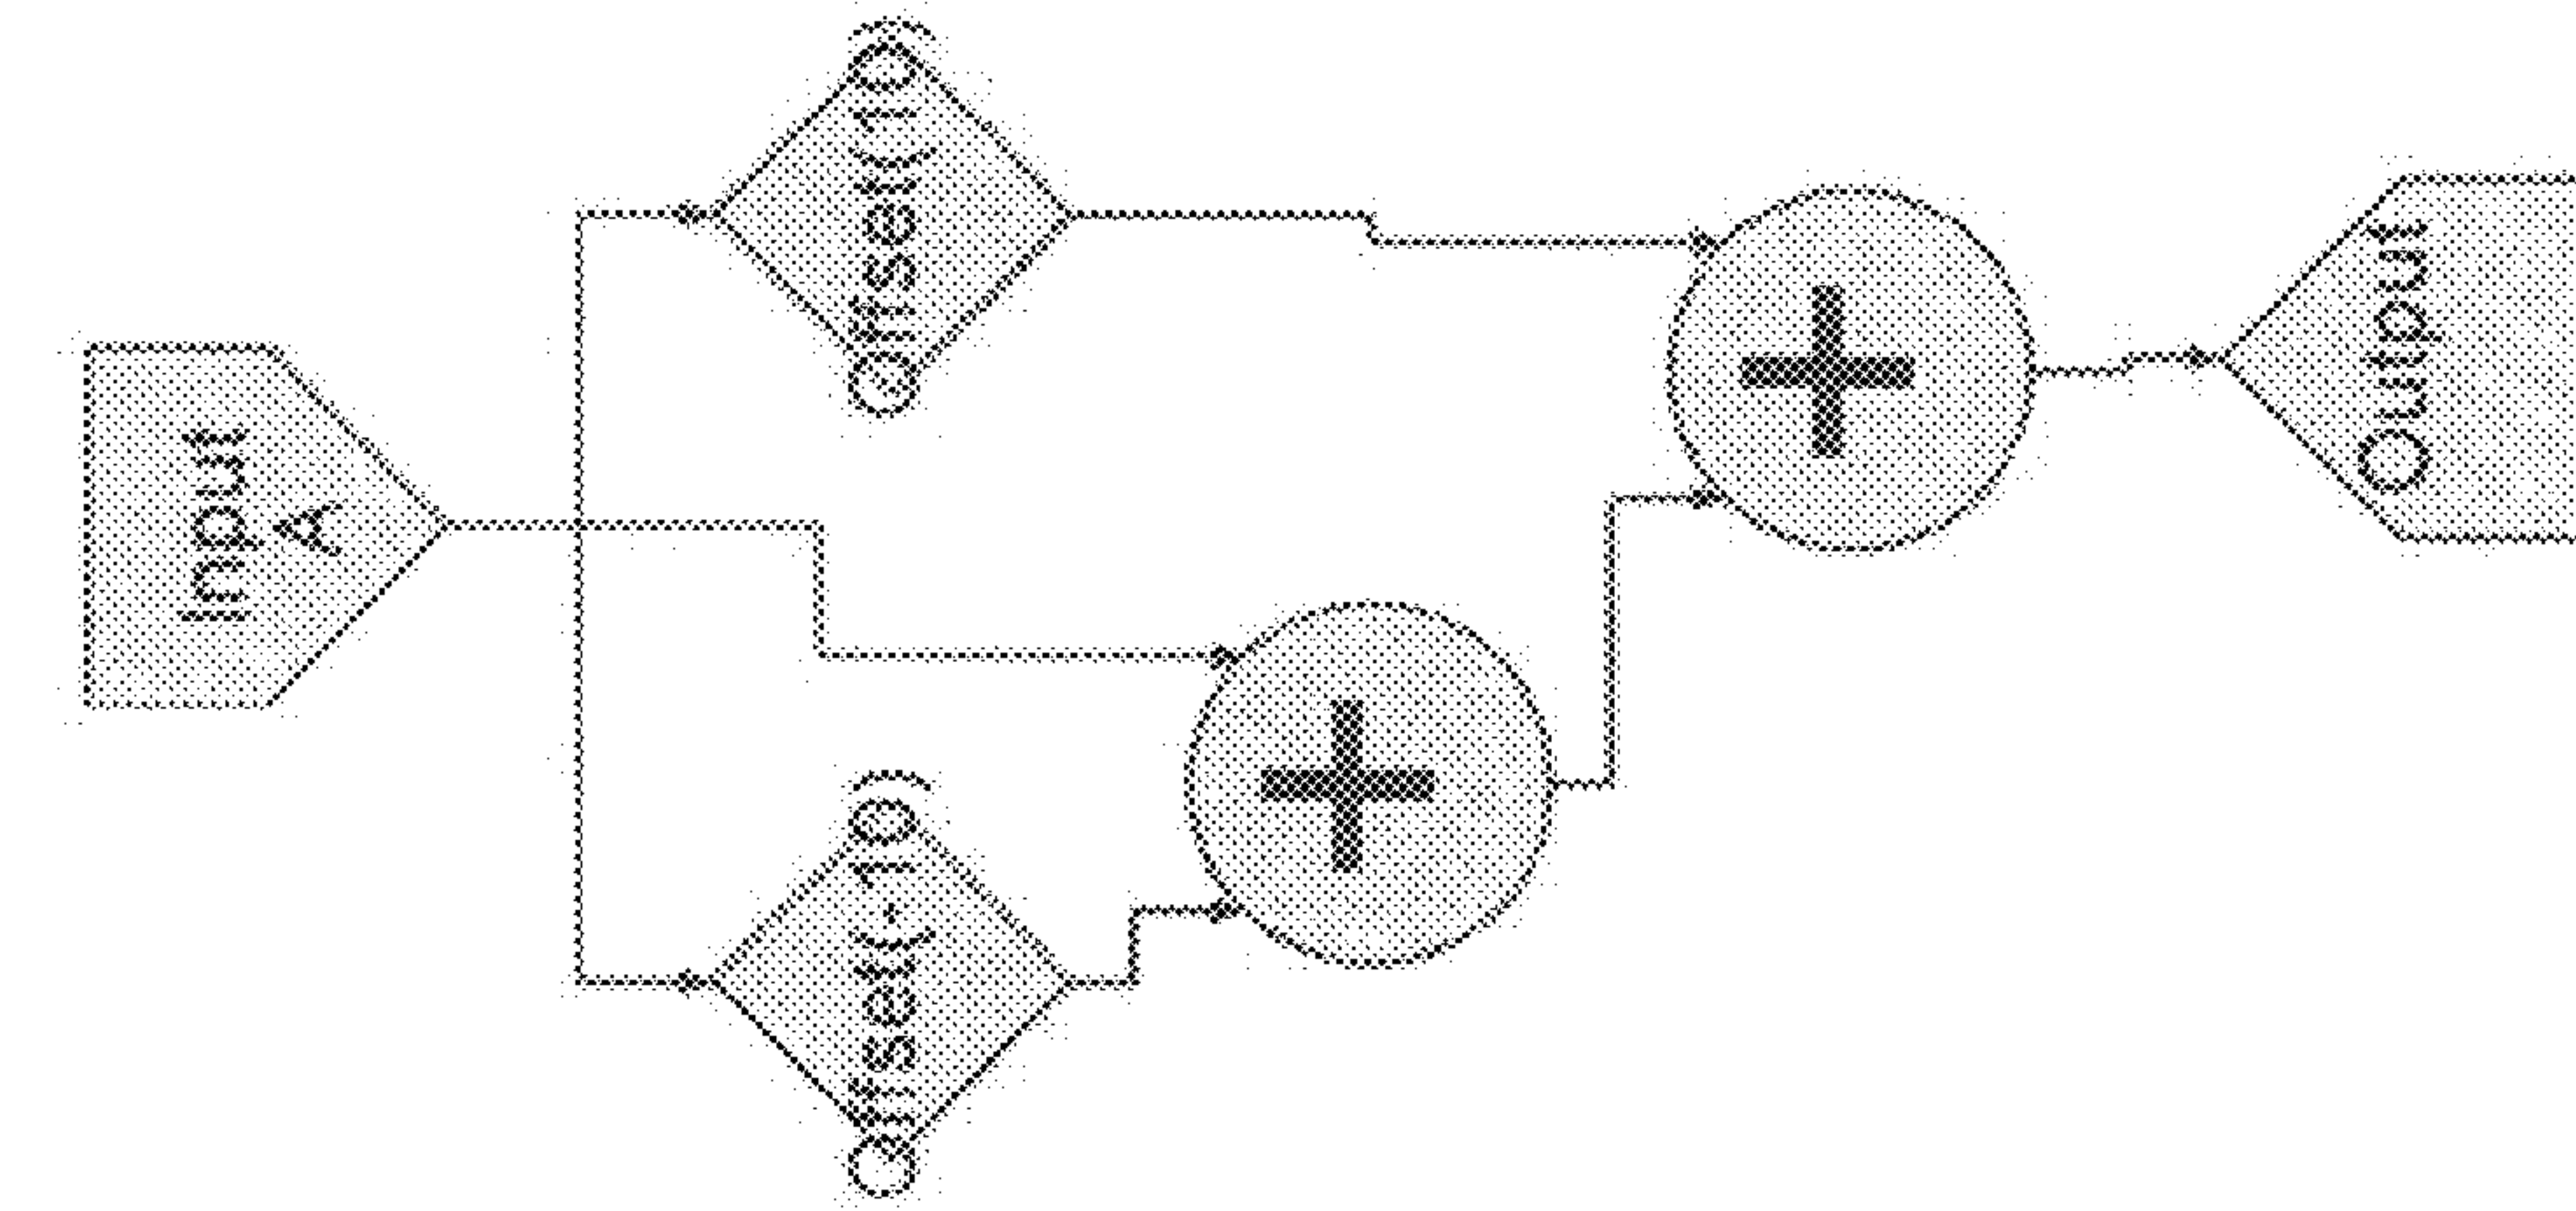 Input
A
Offset(10)
Offset(-10)
+
+
Output